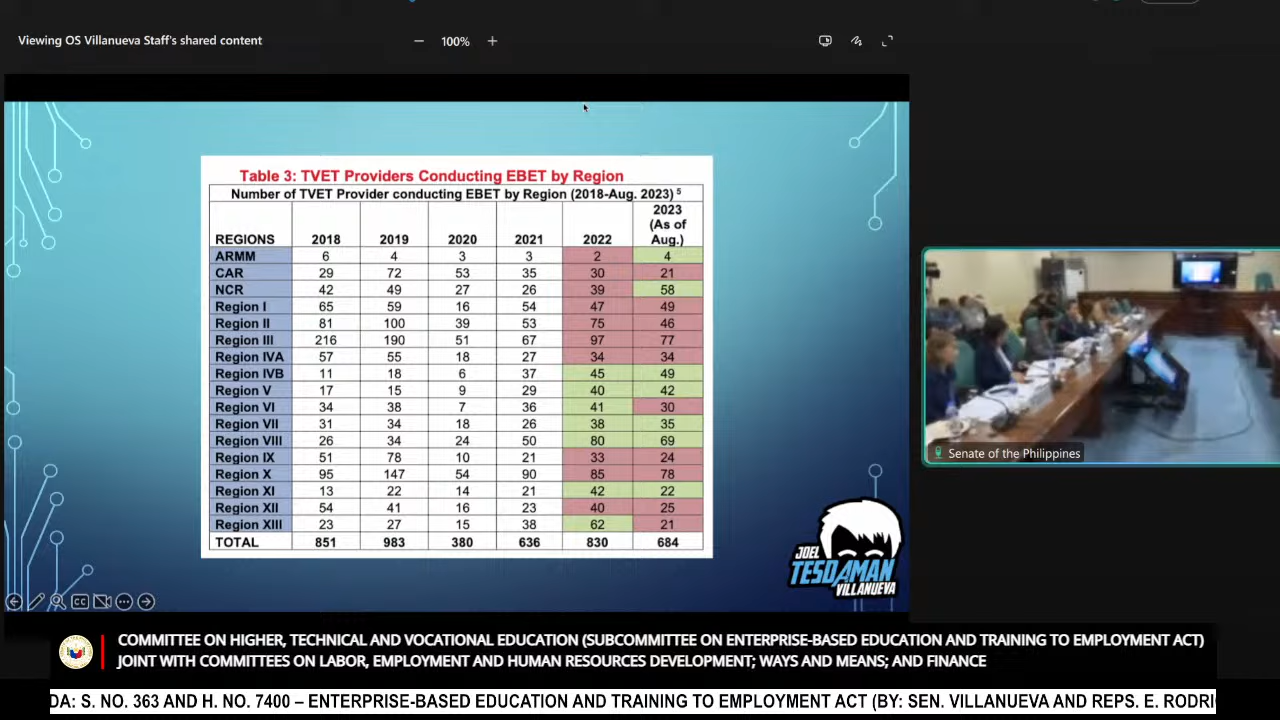 Viewing OS Villanueva Staff's shared content
100%
Table 3: TVET Providers Conducting EBET by Region
Number of TVET Provider conducting EBET by Region (2018-Aug. 2023) 5
REGIONS 2018 2019 2020 2021 2022 2023 (As of Aug.)
ARMM 6 4 3 3 2 4
CAR 29 72 53 35 30 21
NCR 42 49 27 26 39 58
Region I 65 59 16 54 47 49
Region II 81 100 39 53 75 46
Region III 216 190 51 67 97 77
Region IVA 57 55 18 27 34 34
Region IVB 11 18 6 37 45 49
Region V 17 15 9 29 40 42
Region VI 34 38 7 36 41 30
Region VII 31 34 18 26 38 35
Region VIII 26 34 24 50 80 69
Region IX 51 78 10 21 33 24
Region X 95 147 54 90 85 78
Region XI 13 22 14 21 42 22
Region XII 54 41 16 23 40 25
Region XIII 23 27 15 38 62 21
TOTAL 851 983 380 636 830 684
JOEL
TESDAMAN
VILLANUEVA
CC
Senate of the Philippines
COMMITTEE ON HIGHER, TECHNICAL AND VOCATIONAL EDUCATION (SUBCOMMITTEE ON ENTERPRISE-BASED EDUCATION AND TRAINING TO EMPLOYMENT ACT)
JOINT WITH COMMITTEES ON LABOR, EMPLOYMENT AND HUMAN RESOURCES DEVELOPMENT; WAYS AND MEANS; AND FINANCE
DA: S. NO. 363 AND H. NO. 7400 – ENTERPRISE-BASED EDUCATION AND TRAINING TO EMPLOYMENT ACT (BY: SEN. VILLANUEVA AND REPS. E. RODRI